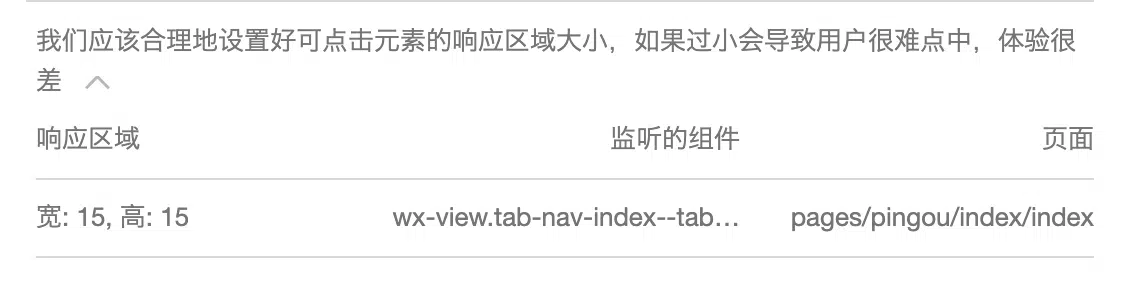 我们应该合理地设置好可点击元素的响应区域大小，如果过小会导致用户很难点中，体验很
差
响应区域 监听的组件 页面
宽: 15, 高: 15 wx-view.tab-nav-index--tab... pages/pingou/index/index